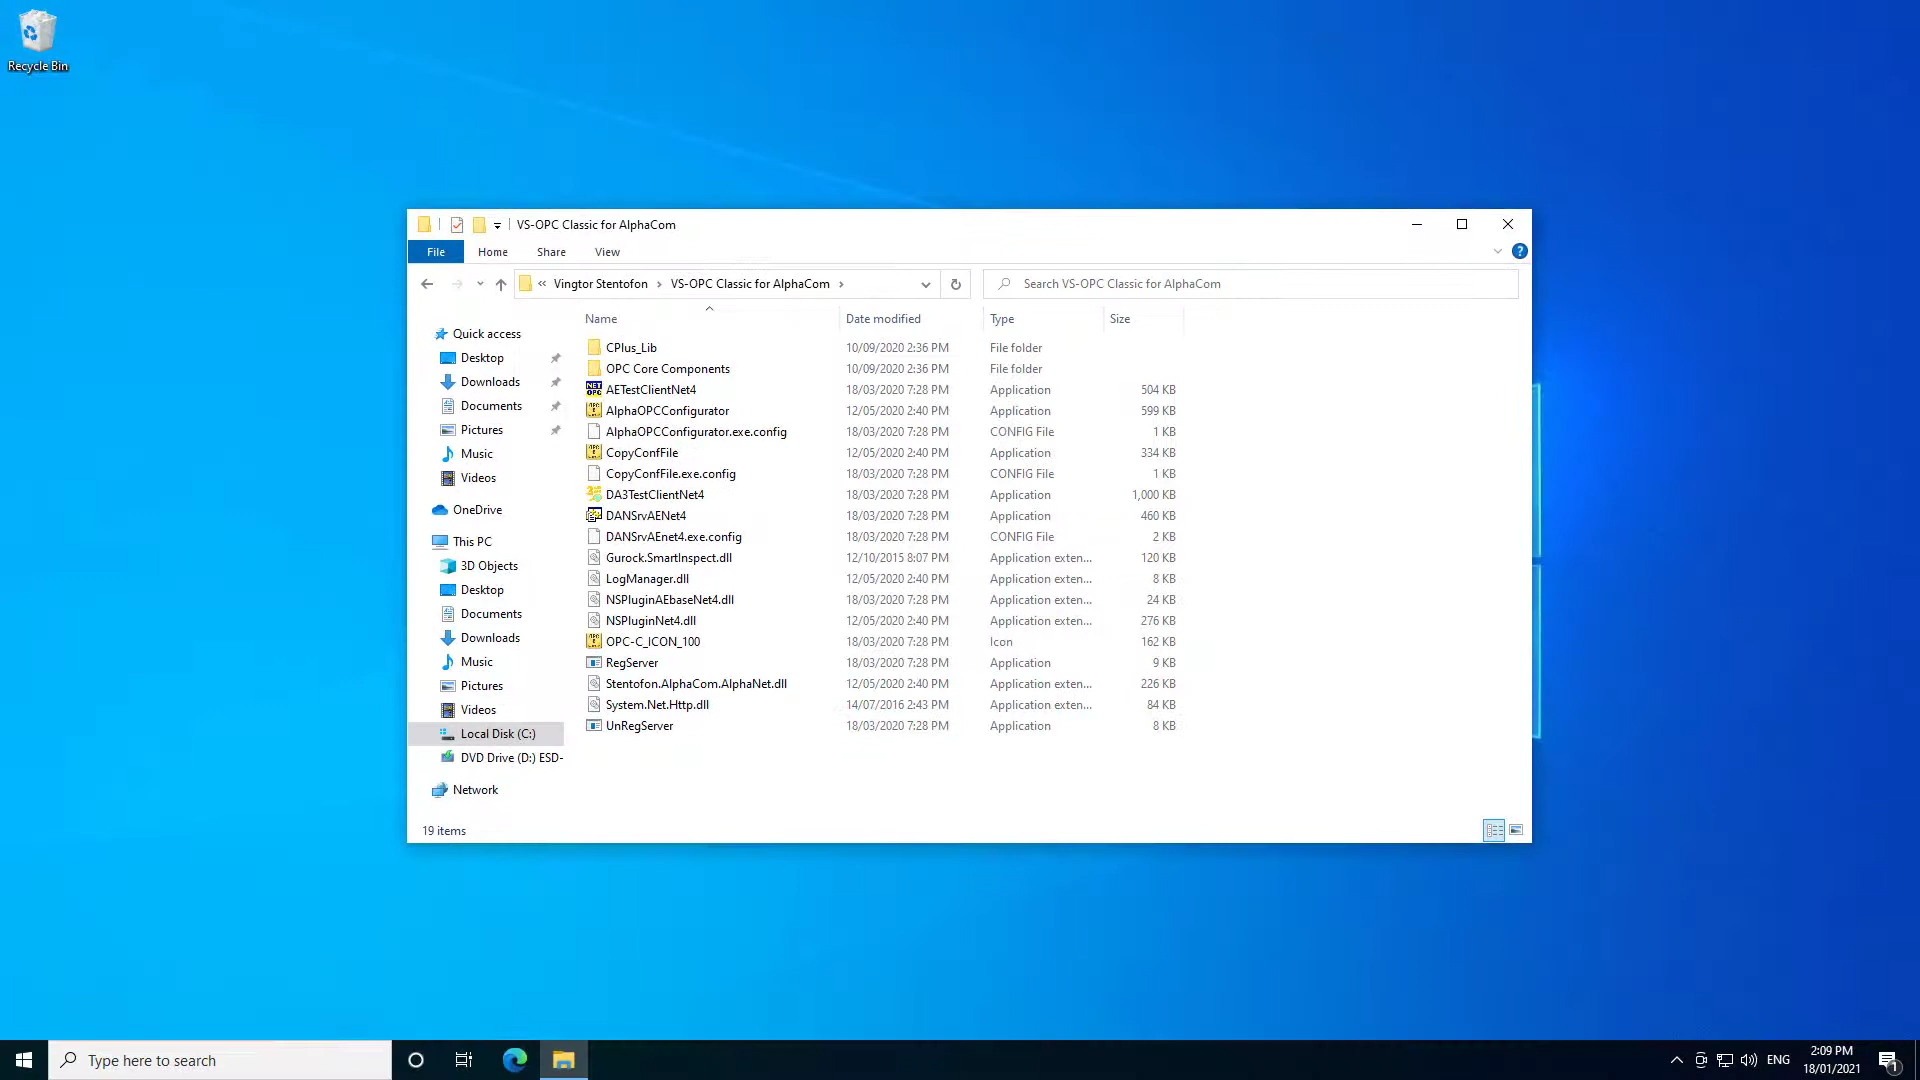 Recycle Bin
VS-OPC Classic for AlphaCom
File Home Share View
« Vingtor Stentofon › VS-OPC Classic for AlphaCom ›
Search VS-OPC Classic for AlphaCom
Quick access
Desktop
Downloads
Documents
Pictures
Music
Videos
OneDrive
This PC
3D Objects
Desktop
Documents
Downloads
Music
Pictures
Videos
Local Disk (C:)
DVD Drive (D:) ESD-
Network
Name Date modified Type Size
CPlus_Lib 10/09/2020 2:36 PM File folder
OPC Core Components 10/09/2020 2:36 PM File folder
AETestClientNet4 18/03/2020 7:28 PM Application 504 KB
AlphaOPCConfigurator 12/05/2020 2:40 PM Application 599 KB
AlphaOPCConfigurator.exe.config 18/03/2020 7:28 PM CONFIG File 1 KB
CopyConfFile 12/05/2020 2:40 PM Application 334 KB
CopyConfFile.exe.config 18/03/2020 7:28 PM CONFIG File 1 KB
DA3TestClientNet4 18/03/2020 7:28 PM Application 1,000 KB
DANSrvAENet4 18/03/2020 7:28 PM Application 460 KB
DANSrvAEnet4.exe.config 18/03/2020 7:28 PM CONFIG File 2 KB
Gurock.SmartInspect.dll 12/10/2015 8:07 PM Application exten... 120 KB
LogManager.dll 12/05/2020 2:40 PM Application exten... 8 KB
NSPluginAEbaseNet4.dll 18/03/2020 7:28 PM Application exten... 24 KB
NSPluginNet4.dll 12/05/2020 2:40 PM Application exten... 276 KB
OPC-C_ICON_100 18/03/2020 7:28 PM Icon 162 KB
RegServer 18/03/2020 7:28 PM Application 9 KB
Stentofon.AlphaCom.AlphaNet.dll 12/05/2020 2:40 PM Application exten... 226 KB
System.Net.Http.dll 14/07/2016 2:43 PM Application exten... 84 KB
UnRegServer 18/03/2020 7:28 PM Application 8 KB
19 items
Type here to search
ENG
2:09 PM
18/01/2021
1